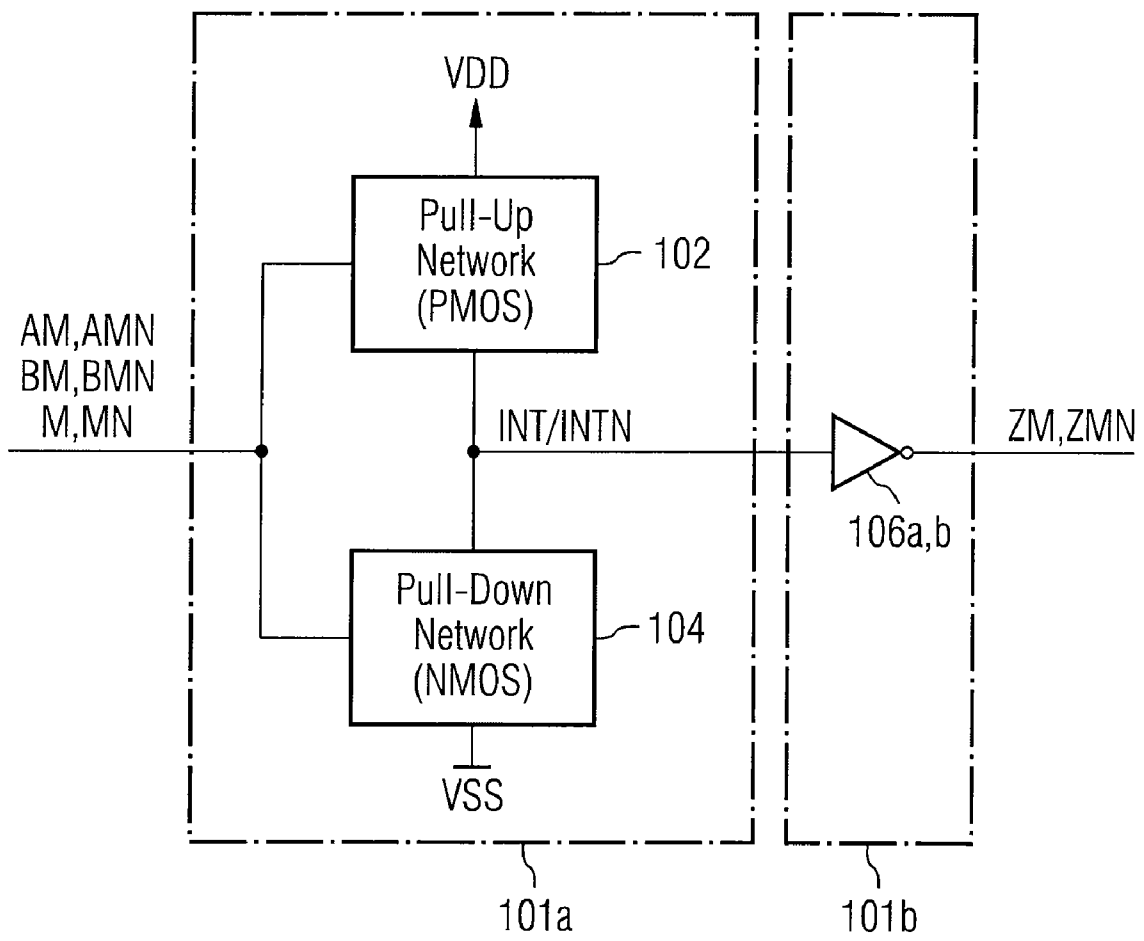 VDD
Pull-Up
Network
(PMOS)
102
AM,AMN
BM,BMN
M,MN
INT/INTN
ZM,ZMN
106a,b
Pull-Down
Network
(NMOS)
104
VSS
101a
101b